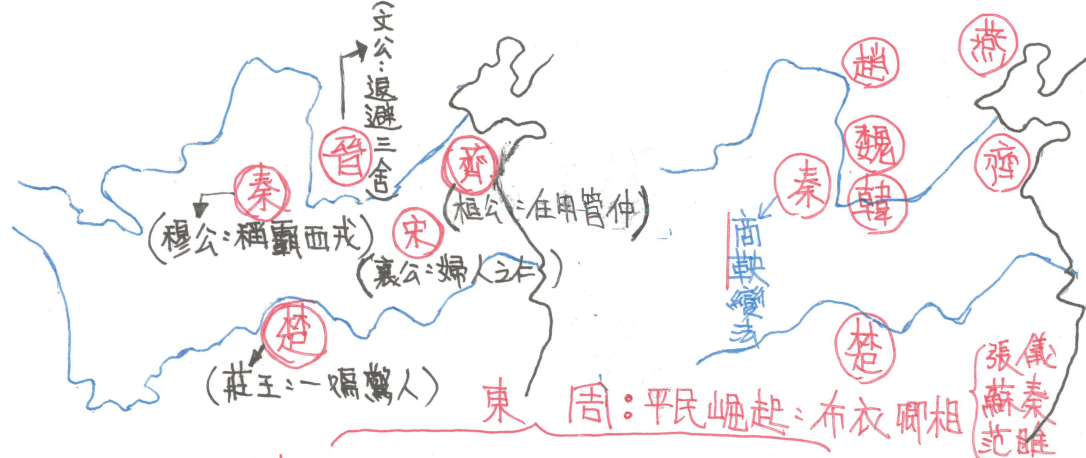 (文公:退避三舍)
晉
秦
(穆公:稱霸西戎)
齊
(桓公:任用管仲)
宋
(襄公:婦人之仁)
楚
(莊王:一鳴驚人)
趙
燕
魏
齊
秦
韓
商鞅變法
楚
東周:平民崛起:布衣卿相
張儀
蘇秦
范雎